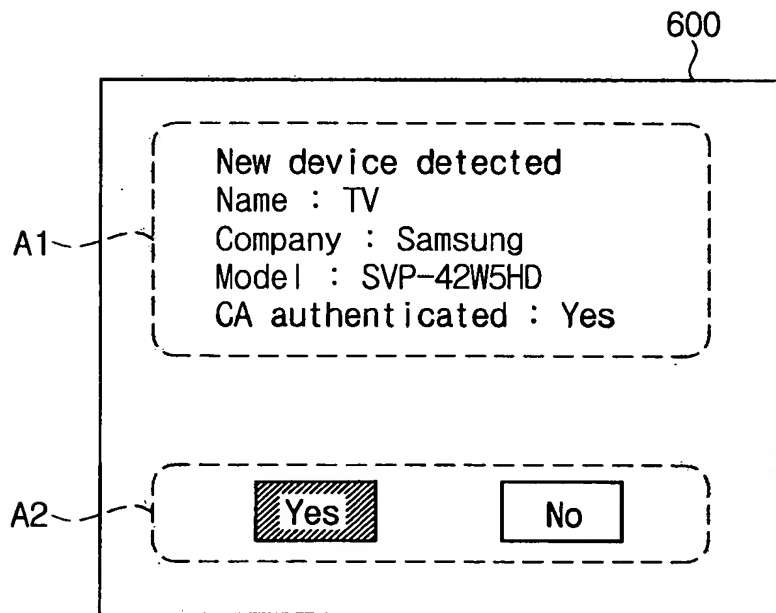 600
New device detected
Name : TV
A1
Company : Samsung
Model : SVP-42W5HD
CA authenticated : Yes
A2
Yes No